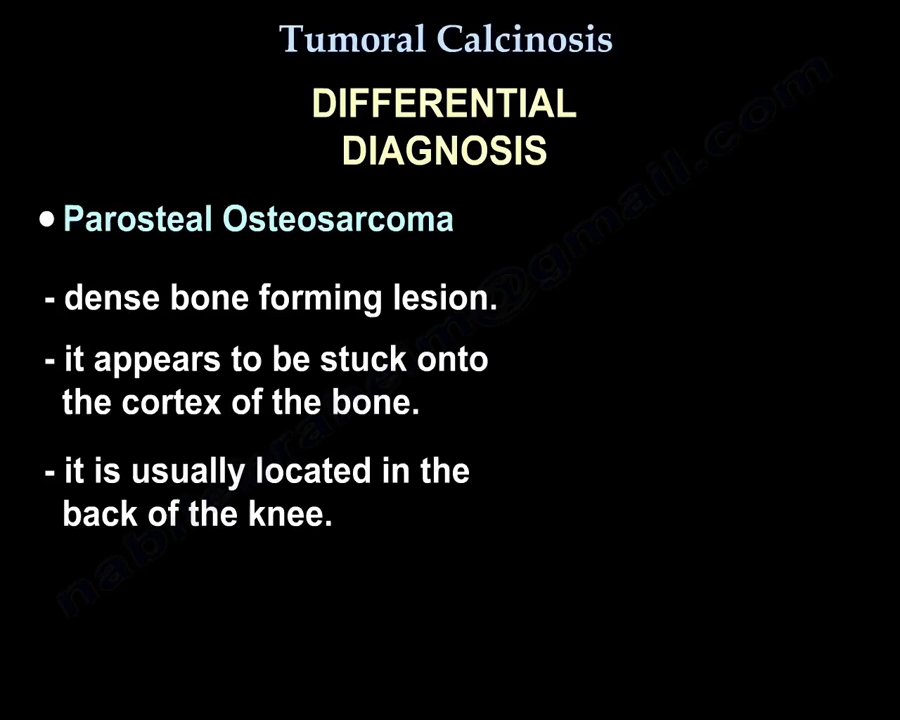 Tumoral Calcinosis
DIFFERENTIAL
DIAGNOSIS
• Parosteal Osteosarcoma
- dense bone forming lesion.
- it appears to be stuck onto
the cortex of the bone.
- it is usually located in the
back of the knee.